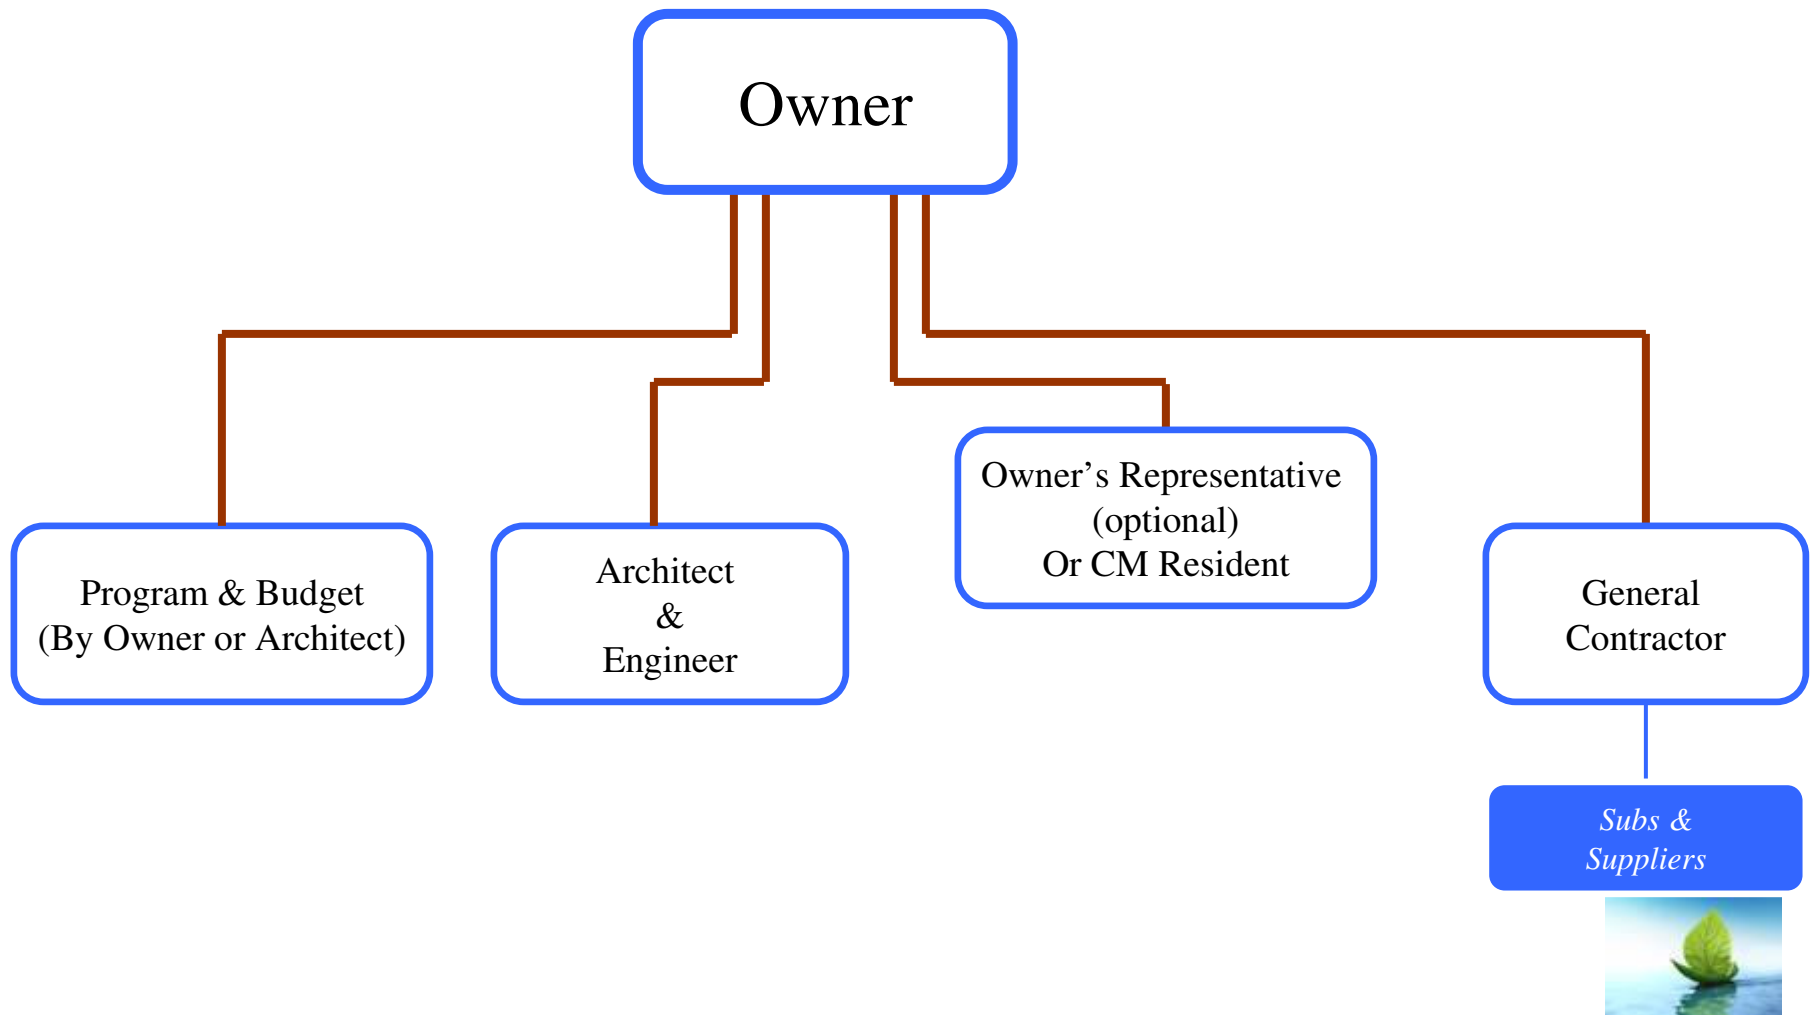 Owner
Program & Budget
(By Owner or Architect)
Architect
&
Engineer
Owner’s Representative
(optional)
Or CM Resident
General
Contractor
Subs &
Suppliers